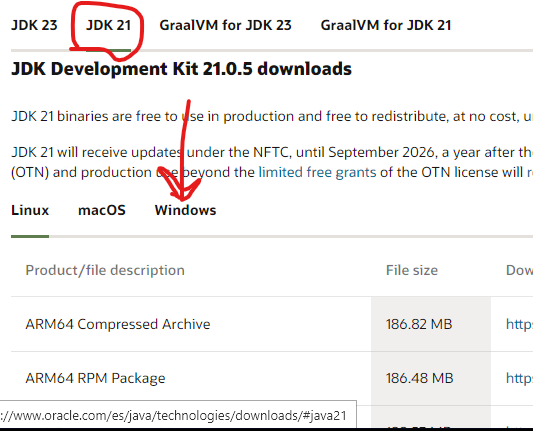 JDK 23 JDK 21 GraalVM for JDK 23 GraalVM for JDK 21
JDK Development Kit 21.0.5 downloads
JDK 21 binaries are free to use in production and free to redistribute, at no cost, u
JDK 21 will receive updates under the NFTC, until September 2026, a year after the
(OTN) and production use beyond the limited free grants of the OTN license will r
Linux macOS Windows
Product/file description File size Dow
ARM64 Compressed Archive 186.82 MB https
ARM64 RPM Package 186.48 MB https
://www.oracle.com/es/java/technologies/downloads/#java21